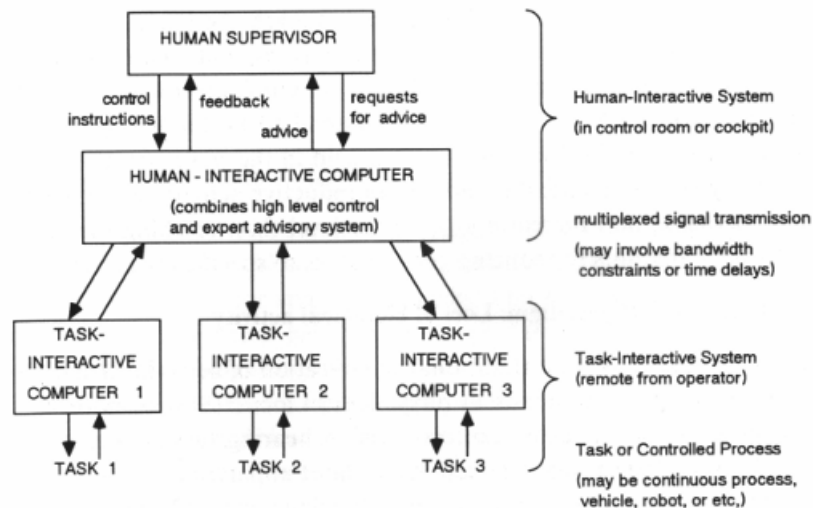 HUMAN SUPERVISOR
control
instructions
feedback
advice
requests
for advice
HUMAN - INTERACTIVE COMPUTER
(combines high level control
and expert advisory system)
TASK-
INTERACTIVE
COMPUTER 1
TASK-
INTERACTIVE
COMPUTER 2
TASK-
INTERACTIVE
COMPUTER 3
TASK 1
TASK 2
TASK 3
Human-Interactive System
(in control room or cockpit)
multiplexed signal transmission
(may involve bandwidth
constraints or time delays)
Task-Interactive System
(remote from operator)
Task or Controlled Process
(may be continuous process,
vehicle, robot, or etc,)